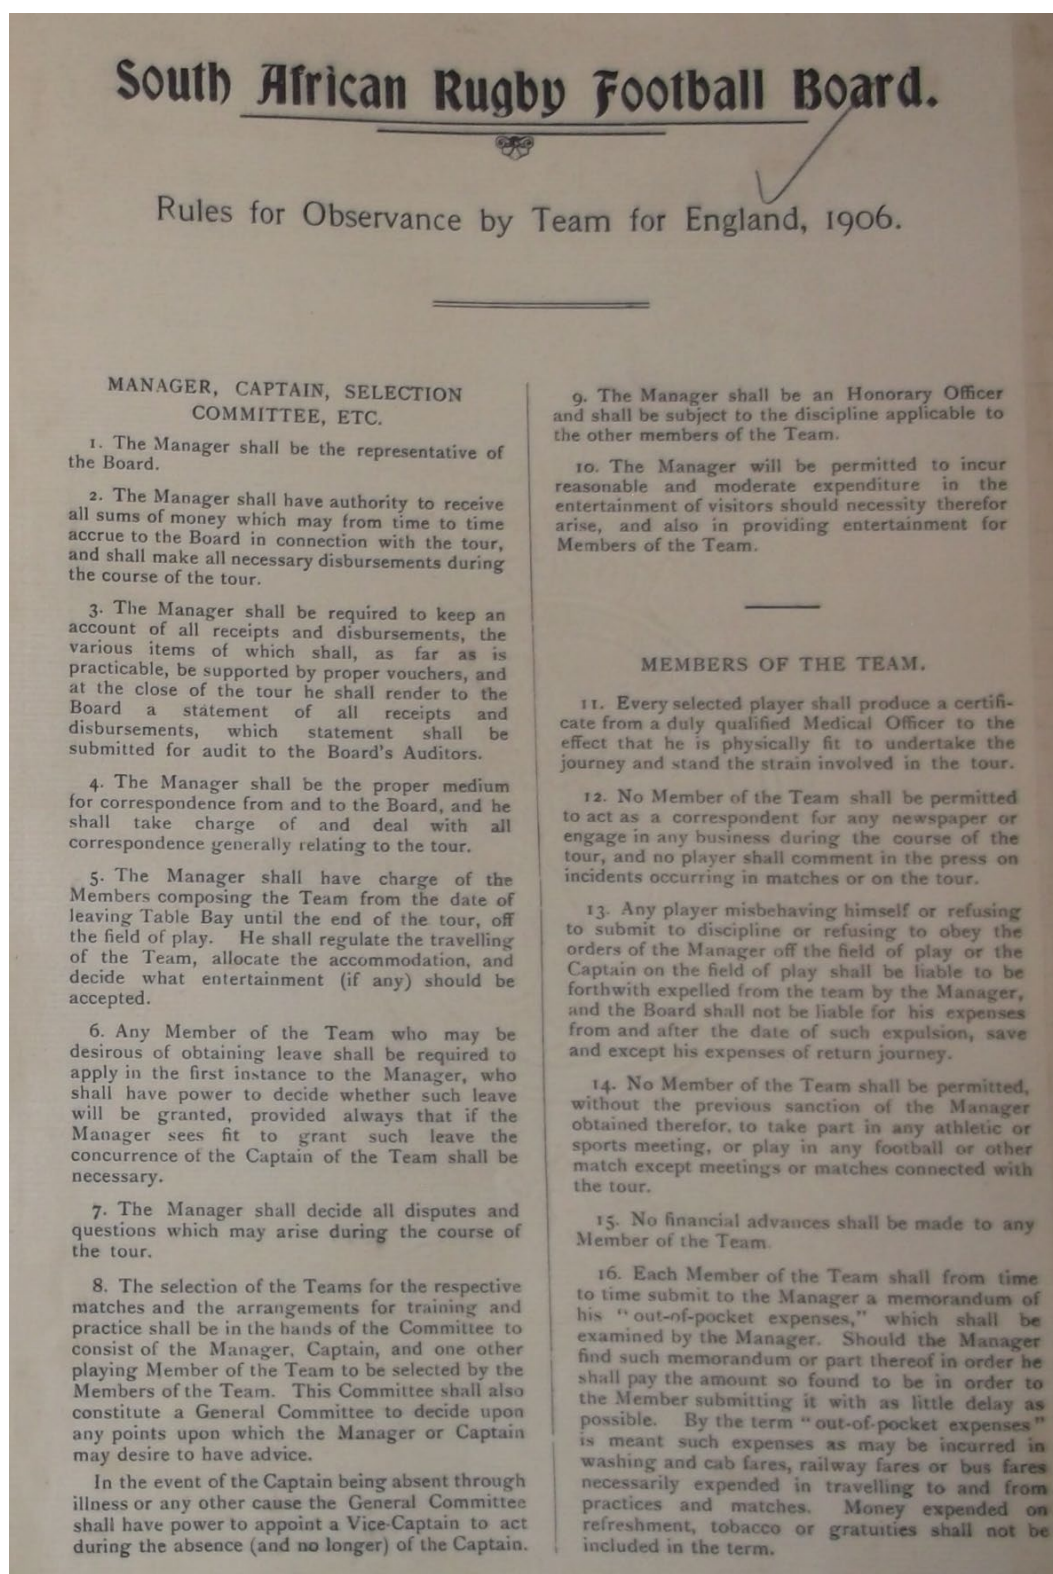 South African Rugby Football Board.
Rules for Observance by Team for England, 1906.
MANAGER, CAPTAIN, SELECTION
COMMITTEE, ETC.
1. The Manager shall be the representative of
the Board.
2. The Manager shall have authority to receive
all sums of money which may from time to time
accrue to the Board in connection with the tour,
and shall make all necessary disbursements during
the course of the tour.
3. The Manager shall be required to keep an
account of all receipts and disbursements, the
various items of which shall, as far as is
practicable, be supported by proper vouchers, and
at the close of the tour he shall render to the
Board a statement of all receipts and
disbursements, which statement shall be
submitted for audit to the Board's Auditors.
4. The Manager shall be the proper medium
for correspondence from and to the Board, and he
shall take charge of and deal with all
correspondence generally relating to the tour.
5. The Manager shall have charge of the
Members composing the Team from the date of
leaving Table Bay until the end of the tour, off
the field of play. He shall regulate the travelling
of the Team, allocate the accommodation, and
decide what entertainment (if any) should be
accepted.
6. Any Member of the Team who may be
desirous of obtaining leave shall be required to
apply in the first instance to the Manager, who
shall have power to decide whether such leave
will be granted, provided always that if the
Manager sees fit to grant such leave the
concurrence of the Captain of the Team shall be
necessary.
7. The Manager shall decide all disputes and
questions which may arise during the course of
the tour.
8. The selection of the Teams for the respective
matches and the arrangements for training and
practice shall be in the hands of the Committee to
consist of the Manager, Captain, and one other
playing Member of the Team to be selected by the
Members of the Team. This Committee shall also
constitute a General Committee to decide upon
any points upon which the Manager or Captain
may desire to have advice.
In the event of the Captain being absent through
illness or any other cause the General Committee
shall have power to appoint a Vice-Captain to act
during the absence (and no longer) of the Captain.
9. The Manager shall be an Honorary Officer
and shall be subject to the discipline applicable to
the other members of the Team.
10. The Manager will be permitted to incur
reasonable and moderate expenditure in the
entertainment of visitors should necessity therefor
arise, and also in providing entertainment for
Members of the Team.
MEMBERS OF THE TEAM.
11. Every selected player shall produce a certifi-
cate from a duly qualified Medical Officer to the
effect that he is physically fit to undertake the
journey and stand the strain involved in the tour.
12. No Member of the Team shall be permitted
to act as a correspondent for any newspaper or
engage in any business during the course of the
tour, and no player shall comment in the press on
incidents occurring in matches or on the tour.
13. Any player misbehaving himself or refusing
to submit to discipline or refusing to obey the
orders of the Manager off the field of play or the
Captain on the field of play shall be liable to be
forthwith expelled from the team by the Manager,
and the Board shall not be liable for his expenses
from and after the date of such expulsion, save
and except his expenses of return journey.
14. No Member of the Team shall be permitted,
without the previous sanction of the Manager
obtained therefor, to take part in any athletic or
sports meeting, or play in any football or other
match except meetings or matches connected with
the tour.
15. No financial advances shall be made to any
Member of the Team
16. Each Member of the Team shall from time
to time submit to the Manager a memorandum of
his "out-of-pocket expenses," which shall be
examined by the Manager. Should the Manager
find such memorandum or part thereof in order he
shall pay the amount so found to be in order to
the Member submitting it with as little delay as
possible. By the term "out-of-pocket expenses"
is meant such expenses as may be incurred in
washing and cab fares, railway fares or bus fares
necessarily expended in travelling to and from
practices and matches. Money expended on
refreshment, tobacco or gratuities shall not be
included in the term.